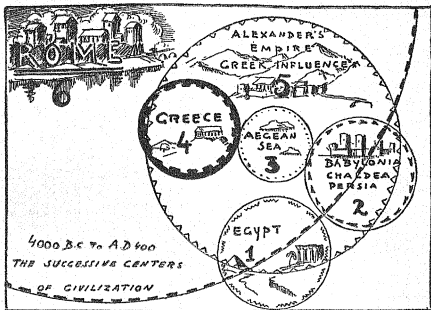 ROME
6
ALEXANDER'S
EMPIRE
GREEK INFLUENCES
5
GREECE
4
AEGEAN
SEA
3
BABYLONIA
CHALDEA
PERSIA
2
EGYPT
1
4000 B.C TO A.D 400
THE SUCCESSIVE CENTERS
OF CIVILIZATION